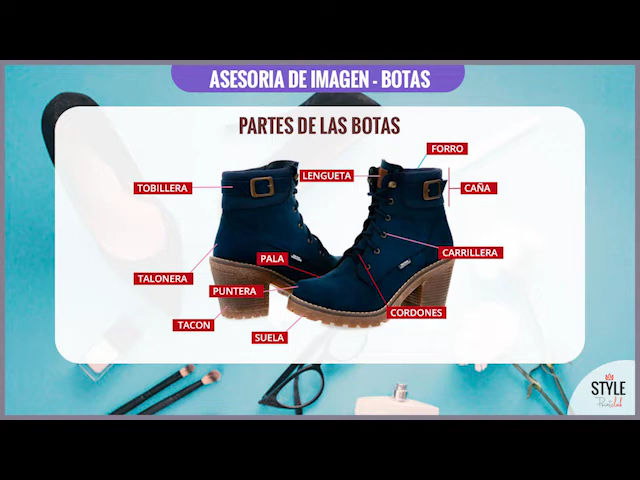 ASESORIA DE IMAGEN - BOTAS
PARTES DE LAS BOTAS
FORRO
LENGUETA
TOBILLERA
CAÑA
CARRILLERA
PALA
TALONERA
PUNTERA
CORDONES
TACON
SUELA
STYLE